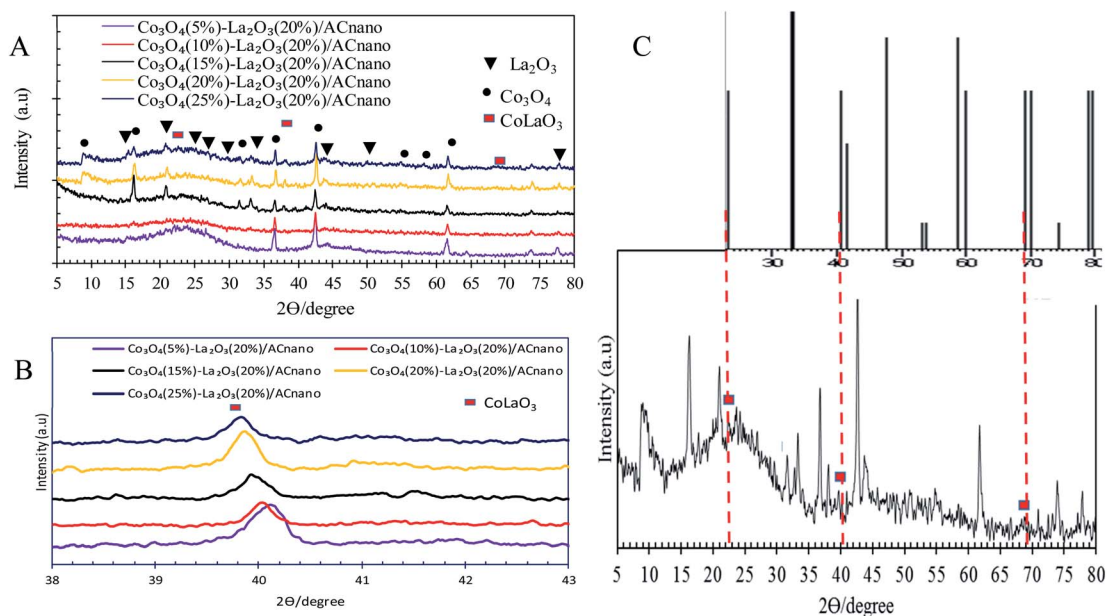 A
Co₃O₄(5%)-La₂O₃(20%)/ACnano
Co₃O₄(10%)-La₂O₃(20%)/ACnano
Co₃O₄(15%)-La₂O₃(20%)/ACnano
Co₃O₄(20%)-La₂O₃(20%)/ACnano
Co₃O₄(25%)-La₂O₃(20%)/ACnano
La₂O₃
Co₃O₄
CoLaO₃
Intensity (a.u)
5 10 15 20 25 30 35 40 45 50 55 60 65 70 75 80
2Θ/degree
B
Co₃O₄(5%)-La₂O₃(20%)/ACnano Co₃O₄(10%)-La₂O₃(20%)/ACnano
Co₃O₄(15%)-La₂O₃(20%)/ACnano Co₃O₄(20%)-La₂O₃(20%)/ACnano
Co₃O₄(25%)-La₂O₃(20%)/ACnano
CoLaO₃
Intensity (a.u)
38 39 40 41 42 43
2Θ/degree
C
30 40 50 60 70 80
Intensity (a.u)
5 10 15 20 25 30 35 40 45 50 55 60 65 70 75 80
2Θ/degree